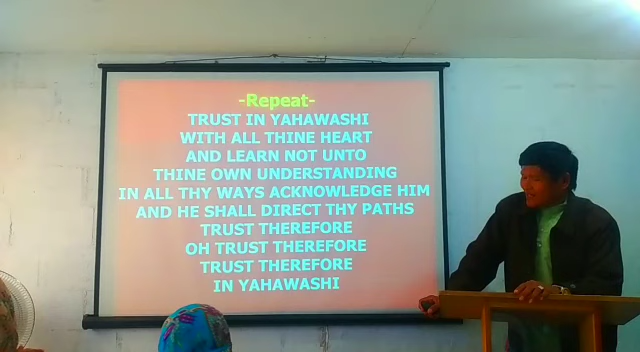 -Repeat-
TRUST IN YAHAWASHI
WITH ALL THINE HEART
AND LEARN NOT UNTO
THINE OWN UNDERSTANDING
IN ALL THY WAYS ACKNOWLEDGE HIM
AND HE SHALL DIRECT THY PATHS
TRUST THEREFORE
OH TRUST THEREFORE
TRUST THEREFORE
IN YAHAWASHI